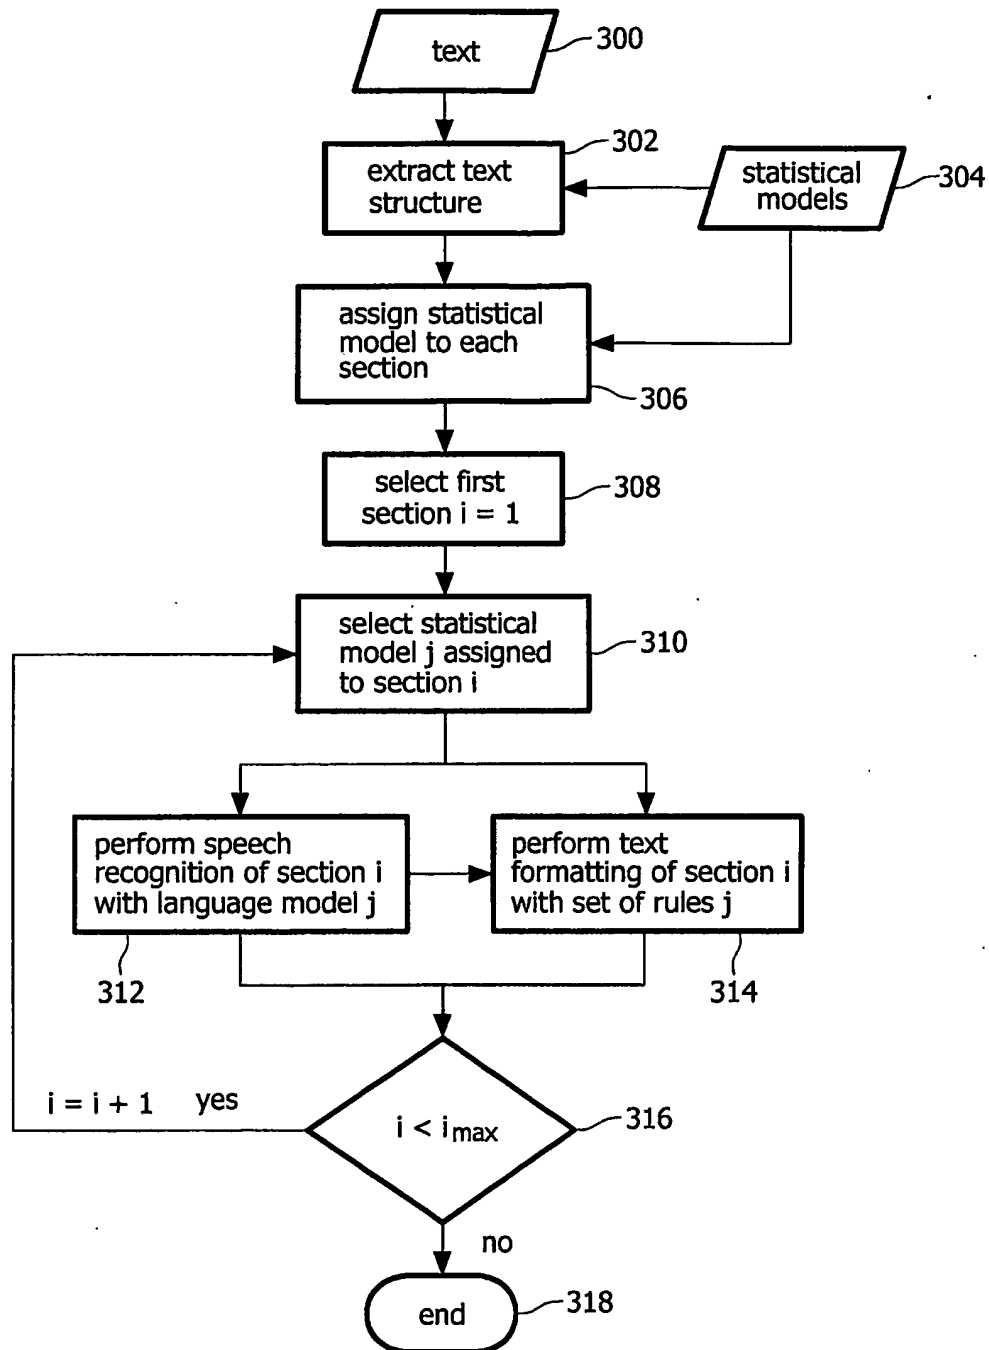 text
300
302
extract text
structure
statistical
models
304
assign statistical
model to each
section
306
select first
section i = 1
308
select statistical
model j assigned
to section i
310
perform speech
recognition of section i
with language model j
312
perform text
formatting of section i
with set of rules j
314
i = i + 1 yes
i < imax
316
no
end
318